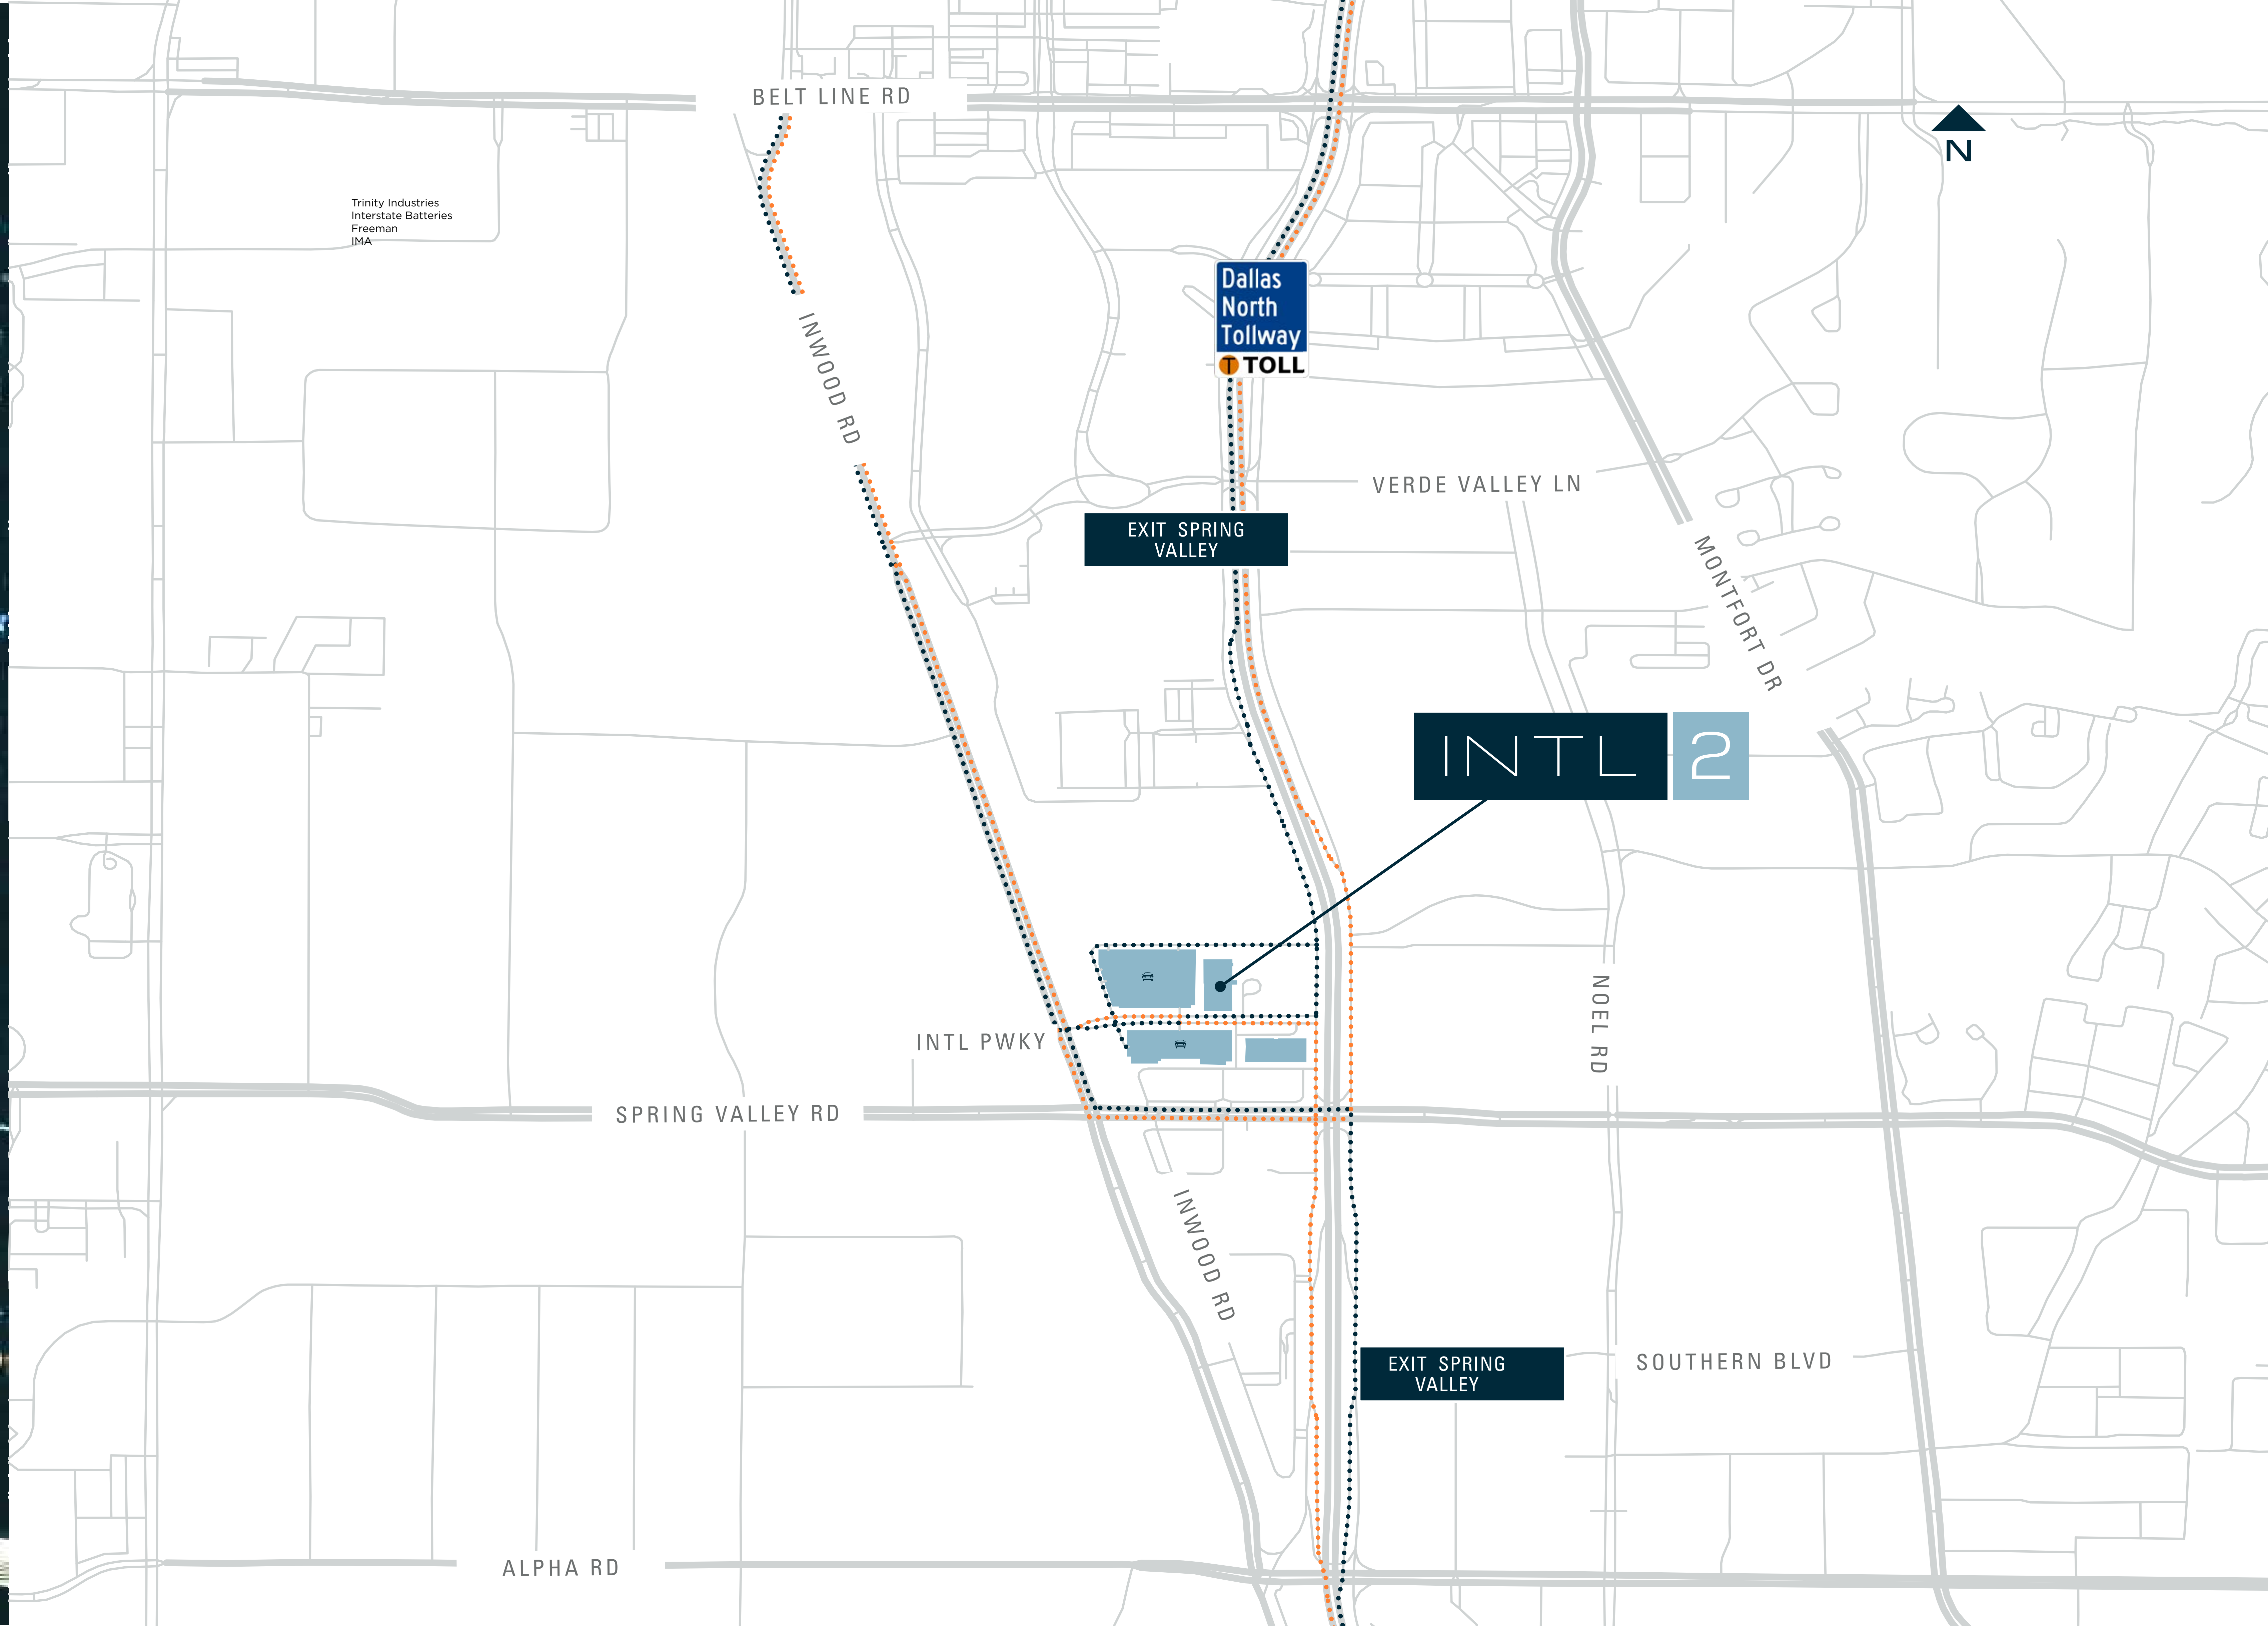 BELT LINE RD
N
Trinity Industries
Interstate Batteries
Freeman
IMA
Dallas
North
Tollway
T TOLL
INWOOD RD
VERDE VALLEY LN
EXIT SPRING
VALLEY
MONTFORT DR
INTL 2
NOEL RD
INTL PWKY
SPRING VALLEY RD
INWOOD RD
EXIT SPRING
VALLEY
SOUTHERN BLVD
ALPHA RD